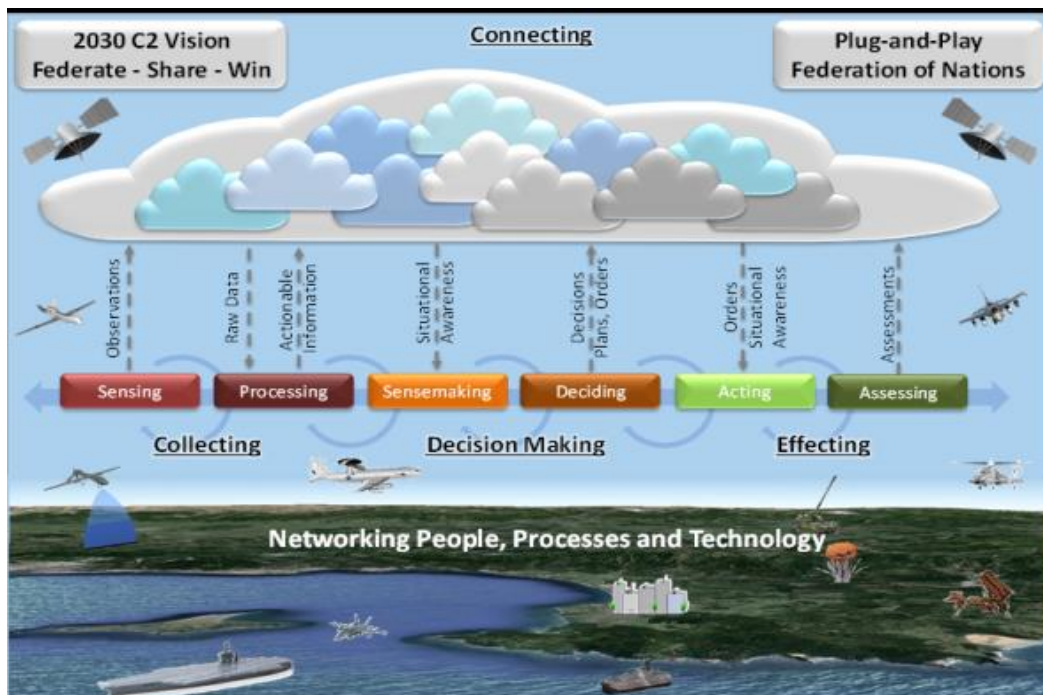 2030 C2 Vision
Federate - Share - Win
Connecting
Plug-and-Play
Federation of Nations
Observations
Raw Data
Actionable
Information
Situational
Awareness
Decisions
Plans, Orders
Orders
Situational
Awareness
Assessments
Sensing
Processing
Sensemaking
Deciding
Acting
Assessing
Collecting
Decision Making
Effecting
Networking People, Processes and Technology